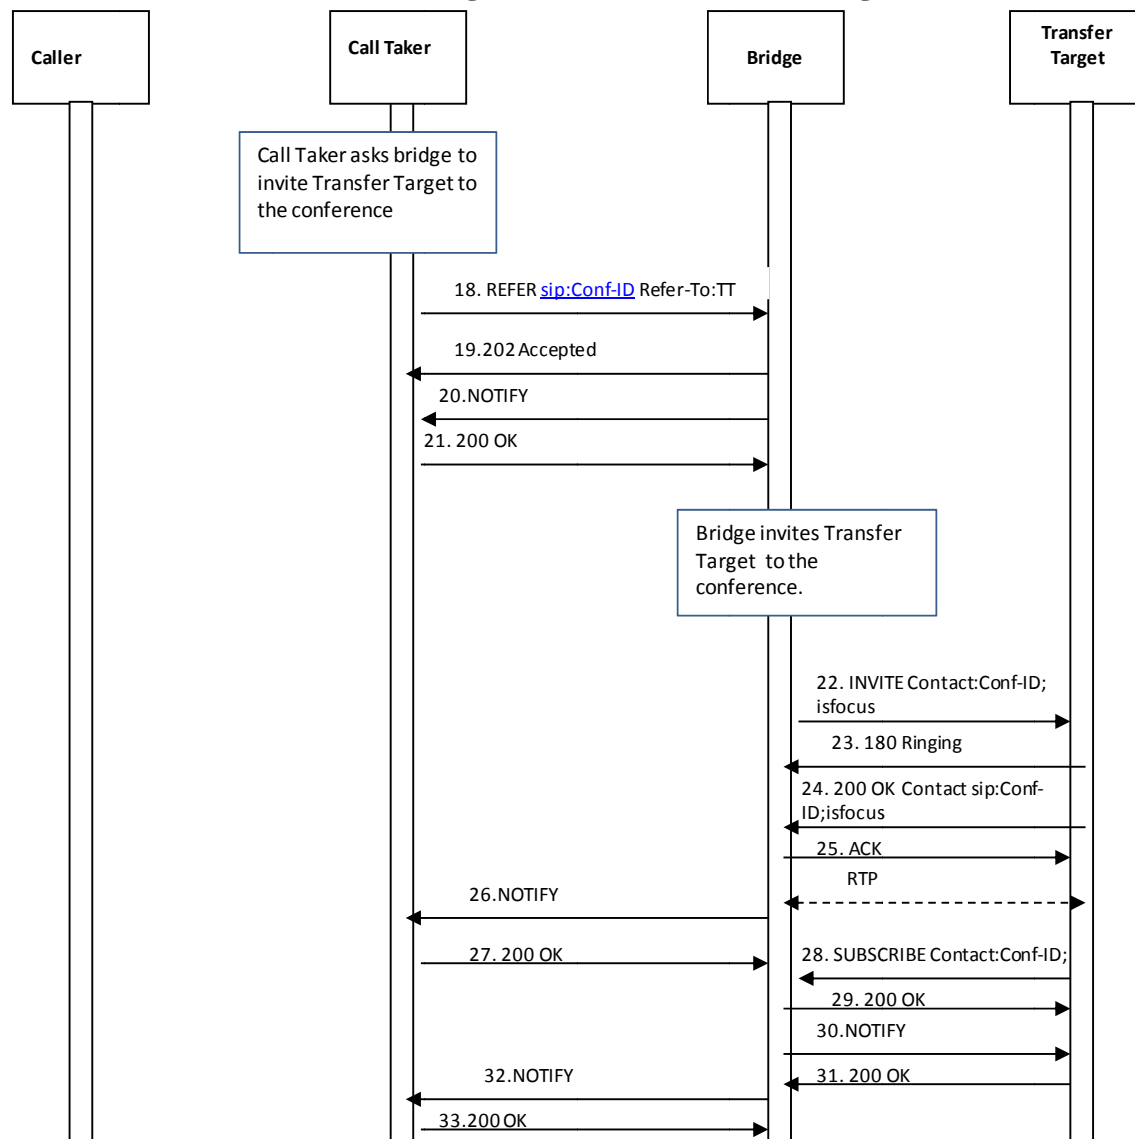 Caller
Call Taker
Bridge
Transfer
Target
Call Taker asks bridge to
invite Transfer Target to
the conference
18. REFER sip:Conf-ID Refer-To:TT
19.202 Accepted
20.NOTIFY
21. 200 OK
Bridge invites Transfer
Target to the
conference.
22. INVITE Contact:Conf-ID;
isfocus
23. 180 Ringing
24. 200 OK Contact sip:Conf-
ID;isfocus
25. ACK
RTP
26.NOTIFY
27. 200 OK
28. SUBSCRIBE Contact:Conf-ID;
29. 200 OK
30.NOTIFY
31. 200 OK
32.NOTIFY
33.200 OK